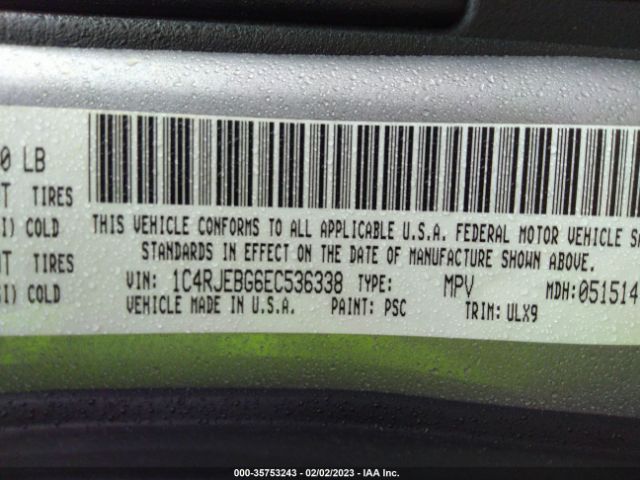 0 LB
TIRES
COLD
THIS VEHICLE CONFORMS TO ALL APPLICABLE U.S.A. FEDERAL MOTOR VEHICLE
STANDARDS IN EFFECT ON THE DATE OF MANUFACTURE SHOWN ABOVE.
TIRES
VIN: 1C4RJEBG6EC536338 TYPE: MPV MDH:051514
COLD
VEHICLE MADE IN U.S.A. PAINT: PSC TRIM: ULX9
000-35753243 - 02/02/2023 - IAA Inc.